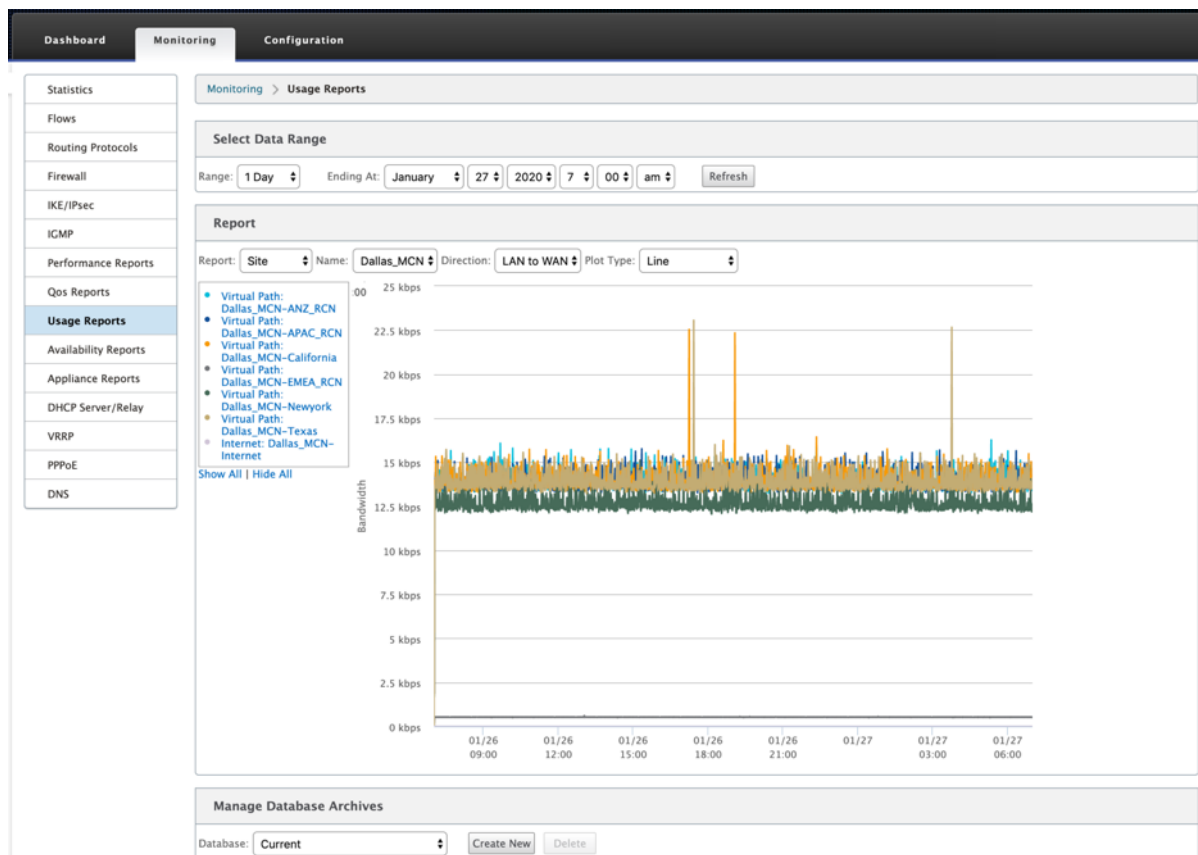 Dashboard Monitoring Configuration
Statistics
Flows
Routing Protocols
Firewall
IKE/IPsec
IGMP
Performance Reports
Qos Reports
Usage Reports
Availability Reports
Appliance Reports
DHCP Server/Relay
VRRP
PPPoE
DNS
Monitoring > Usage Reports
Select Data Range
Range: 1 Day Ending At: January 27 2020 7 00 am Refresh
Report
Report: Site Name: Dallas_MCN Direction: LAN to WAN Plot Type: Line
Virtual Path:
Dallas_MCN-ANZ_RCN
Virtual Path:
Dallas_MCN-APAC_RCN
Virtual Path:
Dallas_MCN-California
Virtual Path:
Dallas_MCN-EMEA_RCN
Virtual Path:
Dallas_MCN-Newyork
Virtual Path:
Dallas_MCN-Texas
Internet: Dallas_MCN-
Internet
Show All | Hide All
:00
Bandwidth
25 kbps
22.5 kbps
20 kbps
17.5 kbps
15 kbps
12.5 kbps
10 kbps
7.5 kbps
5 kbps
2.5 kbps
0 kbps
01/26 01/26 01/26 01/26 01/26 01/27 01/27 01/27
09:00 12:00 15:00 18:00 21:00 03:00 06:00
Manage Database Archives
Database: Current Create New Delete